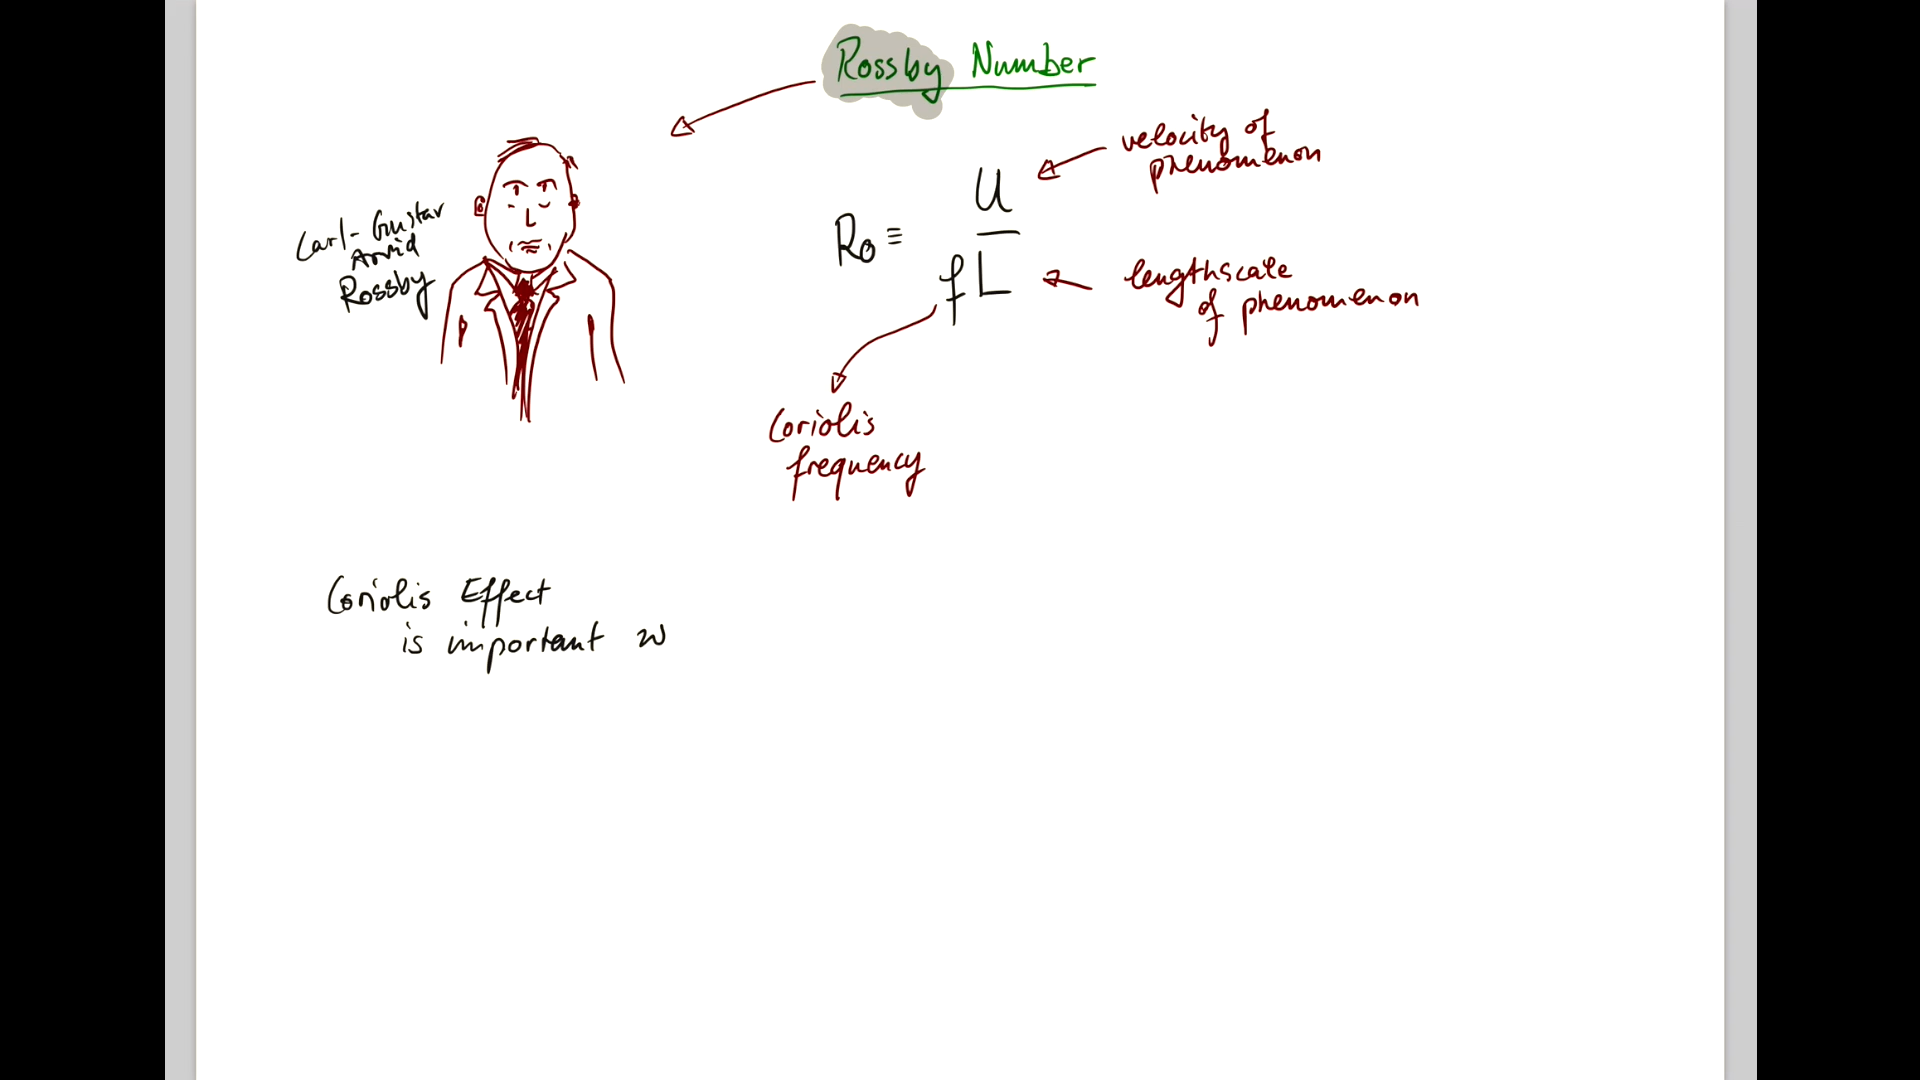 Rossby Number
Carl-Gustav
Arvid
Rossby
Ro ≡ U / fL
velocity of
phenomenon
lengthscale
of phenomenon
Coriolis
frequency
Coriolis Effect
is important w